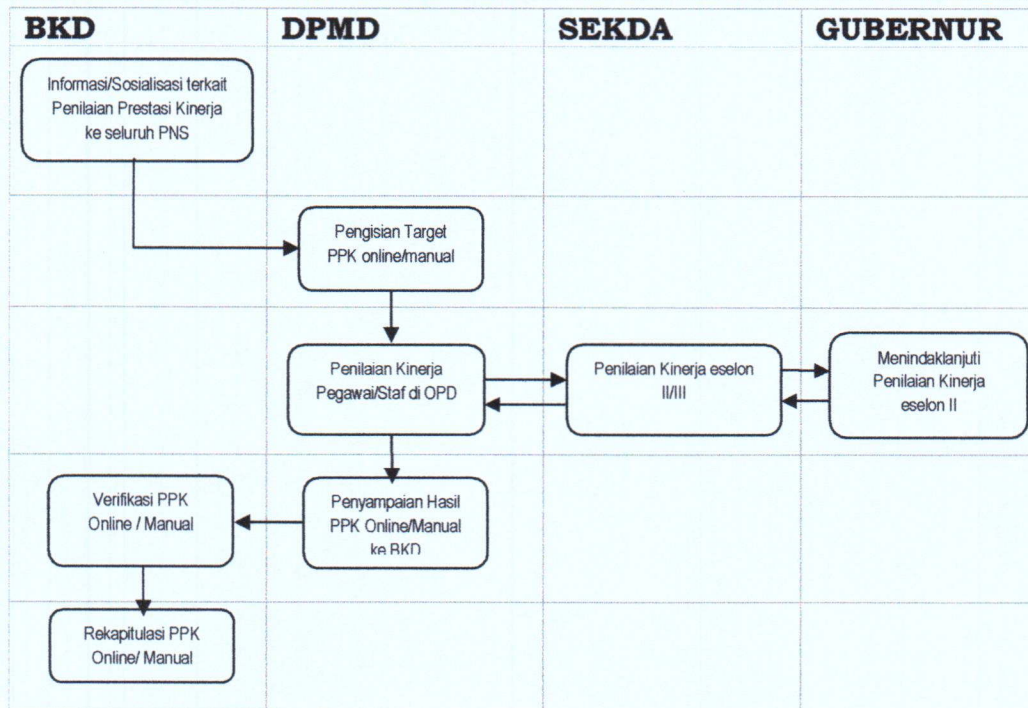 BKD
DPMD
SEKDA
GUBERNUR
Informasi/Sosialisasi terkait
Penilaian Prestasi Kinerja
ke seluruh PNS
Pengisian Target
PPK online/manual
Penilaian Kinerja
Pegawai/Staf di OPD
Penilaian Kinerja eselon
II/III
Menindaklanjuti
Penilaian Kinerja
eselon II
Verifikasi PPK
Online / Manual
Penyampaian Hasil
PPK Online/Manual
ke BKD
Rekapitulasi PPK
Online/ Manual